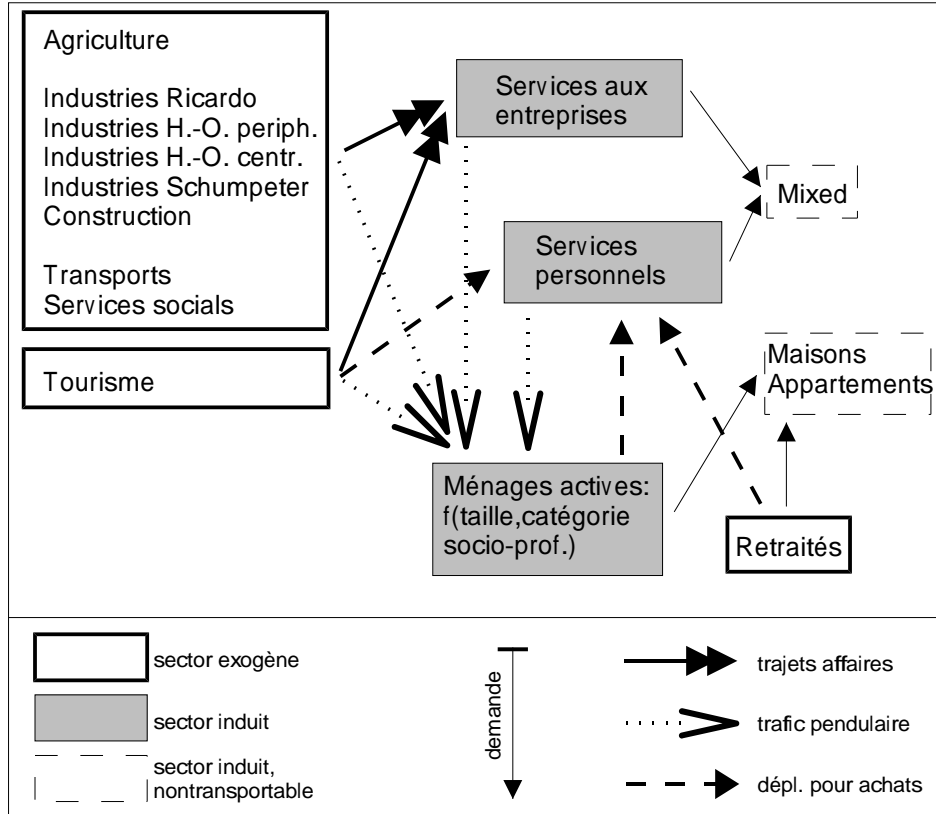 Agriculture
Industries Ricardo
Industries H.-O. periph.
Industries H.-O. centr.
Industries Schumpeter
Construction
Transports
Services socials
Tourisme
Services aux
entreprises
Services
personnels
Ménages actives:
f(taille,catégorie
socio-prof.)
Mixed
Maisons
Appartements
Retraités
sector exogène
sector induit
sector induit,
nontransportable
demande
trajets affaires
trafic pendulaire
dépl. pour achats